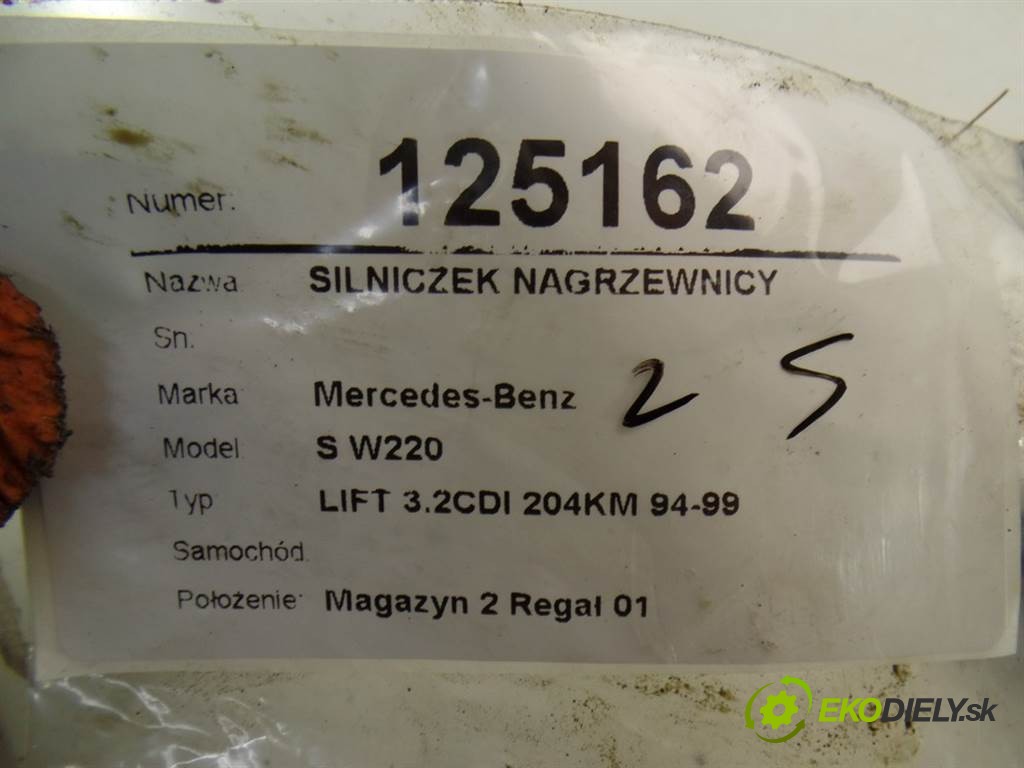 Numer: 125162
Nazwa SILNICZEK NAGRZEWNICY
Sn.
Marka Mercedes-Benz 2 S
Model S W220
Typ LIFT 3.2CDI 204KM 94-99
Samochód
Położenie: Magazyn 2 Regał 01
EKODIELY.sk